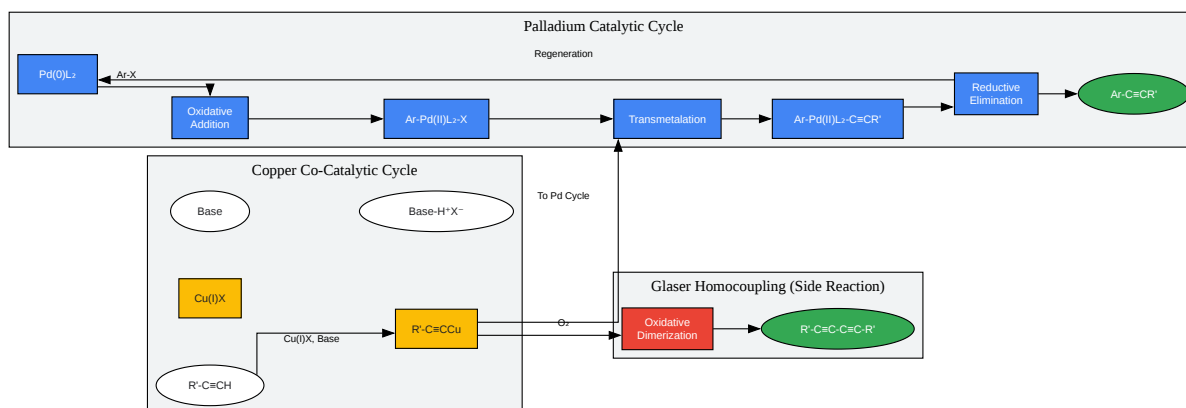 Palladium Catalytic Cycle
Regeneration
Pd(0)L₂
Ar-X
Oxidative
Addition
Ar-Pd(II)L₂-X
Transmetalation
Ar-Pd(II)L₂-C≡CR'
Reductive
Elimination
Ar-C≡CR'
Copper Co-Catalytic Cycle
Base
Base-H⁺X⁻
To Pd Cycle
Cu(I)X
R'-C≡CH
Cu(I)X, Base
R'-C≡CCu
O₂
Glaser Homocoupling (Side Reaction)
Oxidative
Dimerization
R'-C≡C-C≡C-R'